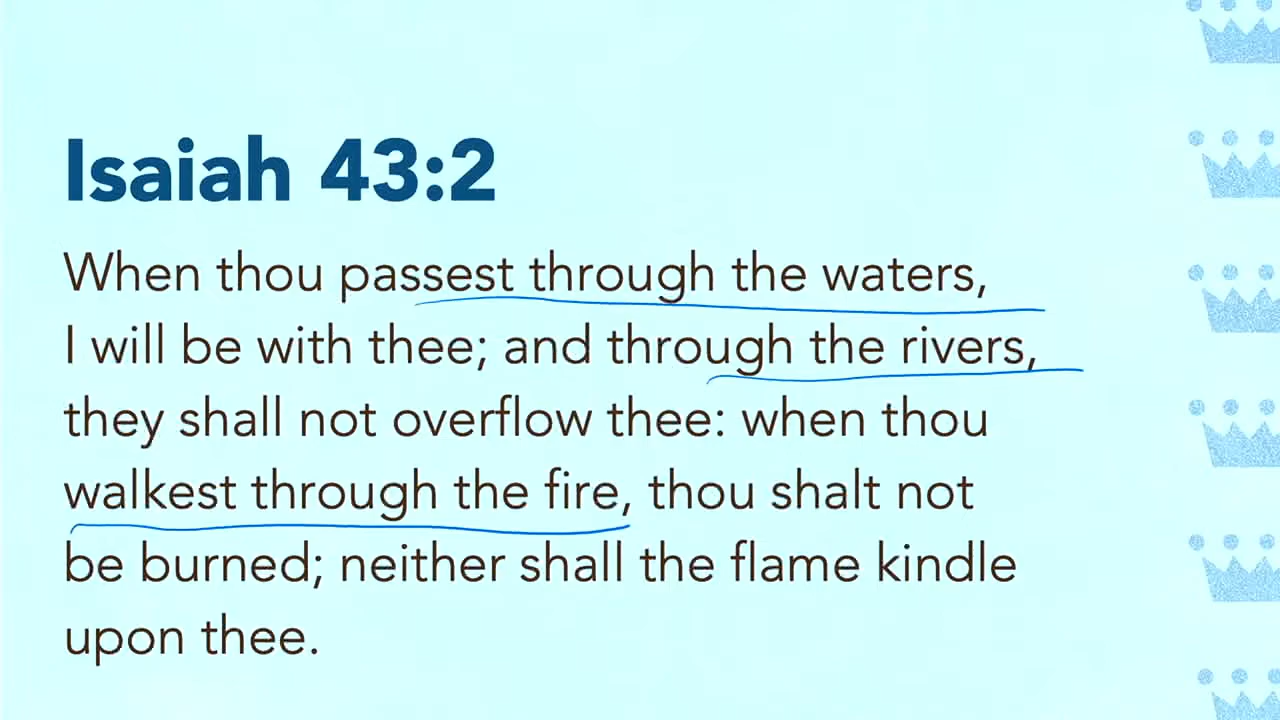 Isaiah 43:2
When thou passest through the waters,
I will be with thee; and through the rivers,
they shall not overflow thee: when thou
walkest through the fire, thou shalt not
be burned; neither shall the flame kindle
upon thee.